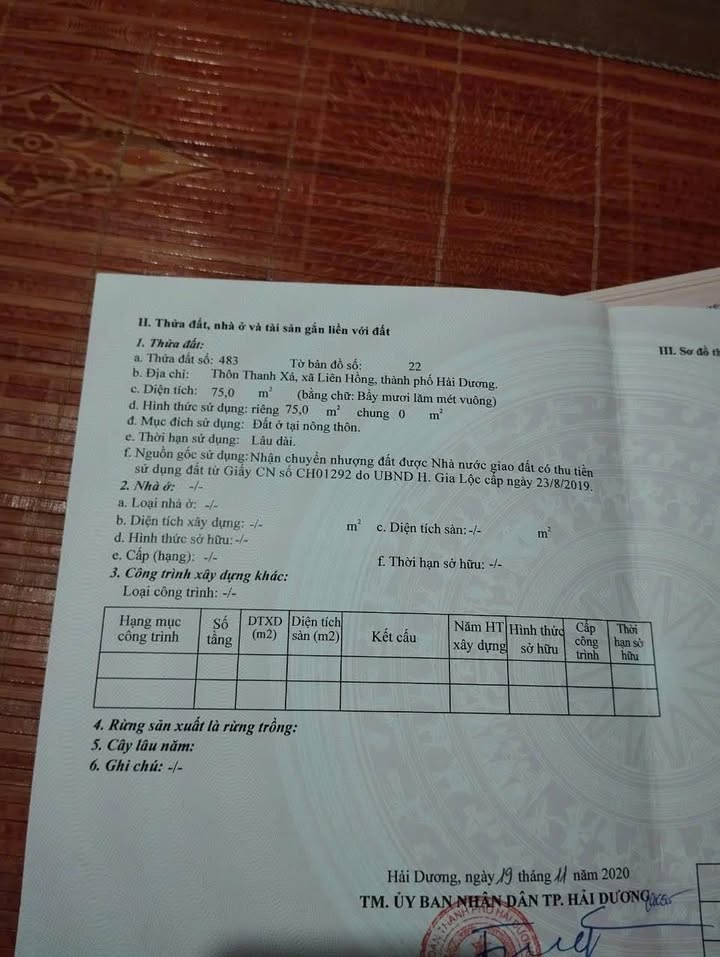 II. Thửa đất, nhà ở và tài sản gắn liền với đất
1. Thửa đất:
a. Thửa đất số: 483 Tờ bản đồ số: 22
b. Địa chỉ: Thôn Thanh Xá, xã Liên Hồng, thành phố Hải Dương.
c. Diện tích: 75,0 m² (bằng chữ: Bẩy mươi lăm mét vuông)
d. Hình thức sử dụng: riêng 75,0 m² chung 0 m²
đ. Mục đích sử dụng: Đất ở tại nông thôn.
e. Thời hạn sử dụng: Lâu dài.
f. Nguồn gốc sử dụng: Nhận chuyển nhượng đất được Nhà nước giao đất có thu tiền
sử dụng đất từ Giấy CN số CH01292 do UBND H. Gia Lộc cấp ngày 23/8/2019.
2. Nhà ở: -/-
a. Loại nhà ở: -/-
b. Diện tích xây dựng: -/- m² c. Diện tích sàn: -/- m²
d. Hình thức sở hữu: -/-
e. Cấp (hạng): -/- f. Thời hạn sở hữu: -/-
3. Công trình xây dựng khác:
Loại công trình: -/-
Hạng mục công trình Số tầng DTXD (m2) Diện tích sàn (m2) Kết cấu Năm HT xây dựng Hình thức sở hữu Cấp công trình Thời hạn sở hữu
4. Rừng sản xuất là rừng trồng:
5. Cây lâu năm:
6. Ghi chú: -/-
Hải Dương, ngày 19 tháng 11 năm 2020
TM. ỦY BAN NHÂN DÂN TP. HẢI DƯƠNG
III. Sơ đồ